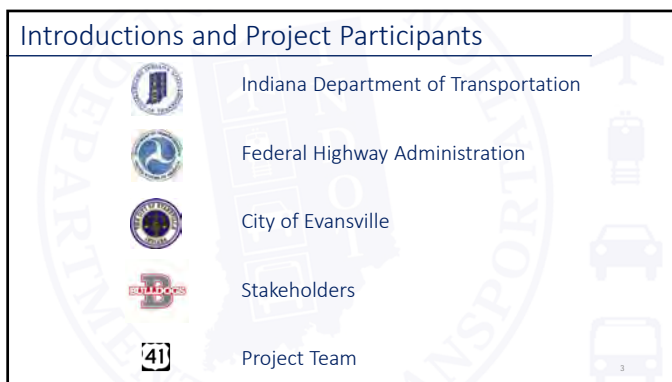 Introductions and Project Participants
Indiana Department of Transportation
Federal Highway Administration
City of Evansville
BULLDOGS
B
Stakeholders
41
Project Team
3